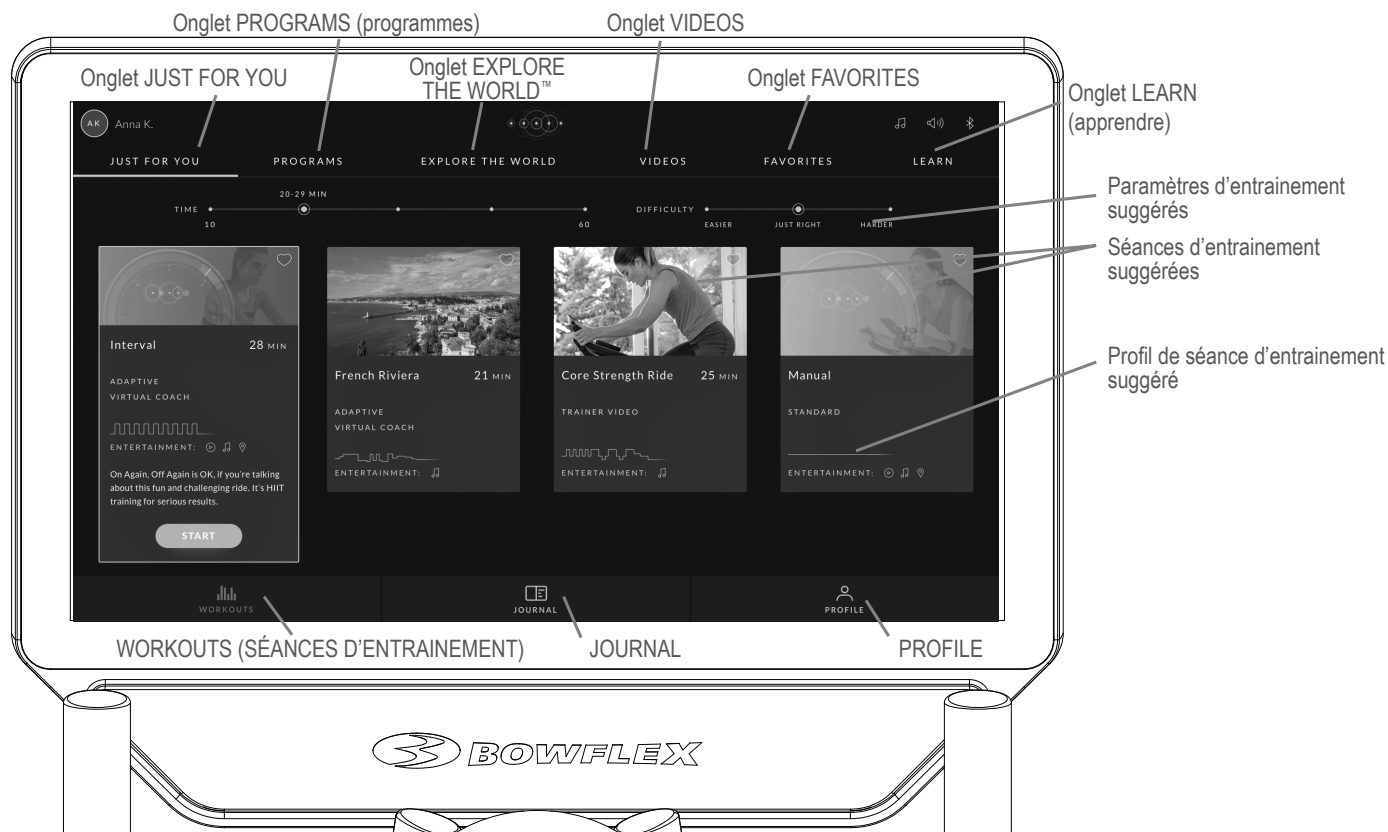 Onglet PROGRAMS (programmes)
Onglet VIDEOS
Onglet JUST FOR YOU
Onglet EXPLORE
THE WORLD™
Onglet FAVORITES
Onglet LEARN
(apprendre)
AK
Anna K.
JUST FOR YOU
PROGRAMS
EXPLORE THE WORLD
VIDEOS
FAVORITES
LEARN
20-29 MIN
TIME
10
60
DIFFICULTY
EASIER
JUST RIGHT
HARDER
Paramètres d'entrainement
suggérés
Séances d'entrainement
suggérées
Interval 28 MIN
ADAPTIVE
VIRTUAL COACH
ENTERTAINMENT:
On Again, Off Again is OK, if you're talking
about this fun and challenging ride. It's HIIT
training for serious results.
START
French Riviera 21 MIN
ADAPTIVE
VIRTUAL COACH
ENTERTAINMENT:
Core Strength Ride 25 MIN
TRAINER VIDEO
ENTERTAINMENT:
Manual
STANDARD
ENTERTAINMENT:
Profil de séance d'entrainement
suggéré
WORKOUTS
JOURNAL
PROFILE
WORKOUTS (SÉANCES D'ENTRAINEMENT)
JOURNAL
PROFILE
BOWFLEX